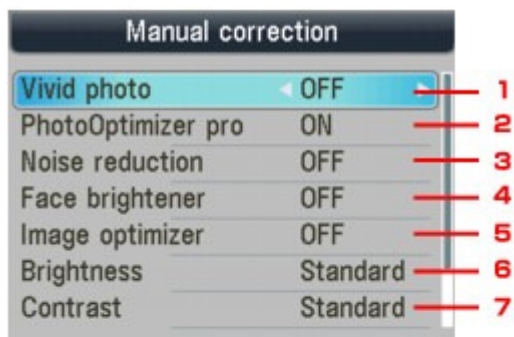 Manual correction
Vivid photo OFF 1
PhotoOptimizer pro ON 2
Noise reduction OFF 3
Face brightener OFF 4
Image optimizer OFF 5
Brightness Standard 6
Contrast Standard 7